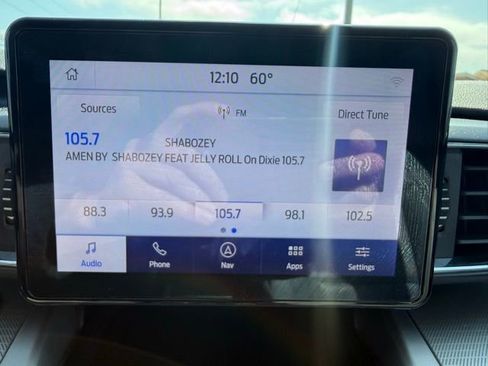 12:10 60°
Sources
FM
Direct Tune
105.7
SHABOZEY
AMEN BY SHABOZEY FEAT JELLY ROLL On Dixie 105.7
88.3 93.9 105.7 98.1 102.5
Audio Phone Nav Apps Settings